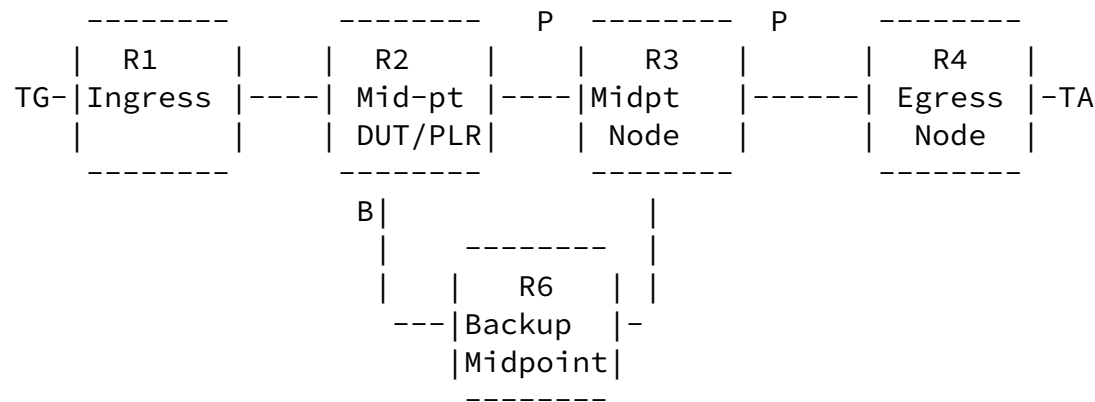 P P
R1 R2 R3 R4
TG- Ingress Mid-pt Midpt Egress -TA
DUT/PLR Node Node
B
R6
Backup
Midpoint